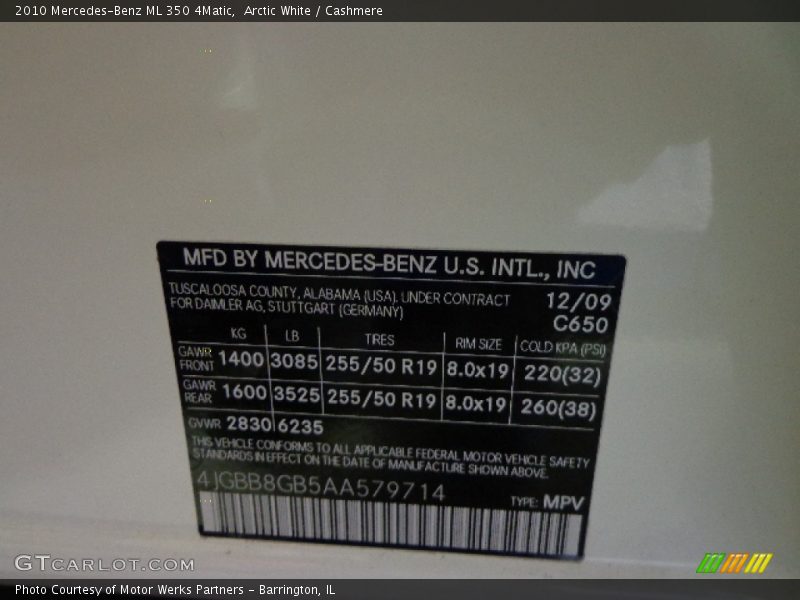 2010 Mercedes-Benz ML 350 4Matic, Arctic White / Cashmere
MFD BY MERCEDES-BENZ U.S. INTL., INC
TUSCALOOSA COUNTY, ALABAMA (USA). UNDER CONTRACT
FOR DAIMLER AG, STUTTGART (GERMANY)
12/09
C650
KG LB TIRES RIM SIZE COLD KPA (PSI)
GAWR FRONT 1400 3085 255/50 R19 8.0x19 220(32)
GAWR REAR 1600 3525 255/50 R19 8.0x19 260(38)
GVWR 2830 6235
THIS VEHICLE CONFORMS TO ALL APPLICABLE FEDERAL MOTOR VEHICLE SAFETY
STANDARDS IN EFFECT ON THE DATE OF MANUFACTURE SHOWN ABOVE.
4JGBB8GB5AA579714 TYPE: MPV
GTCARLOT.COM
Photo Courtesy of Motor Werks Partners - Barrington, IL